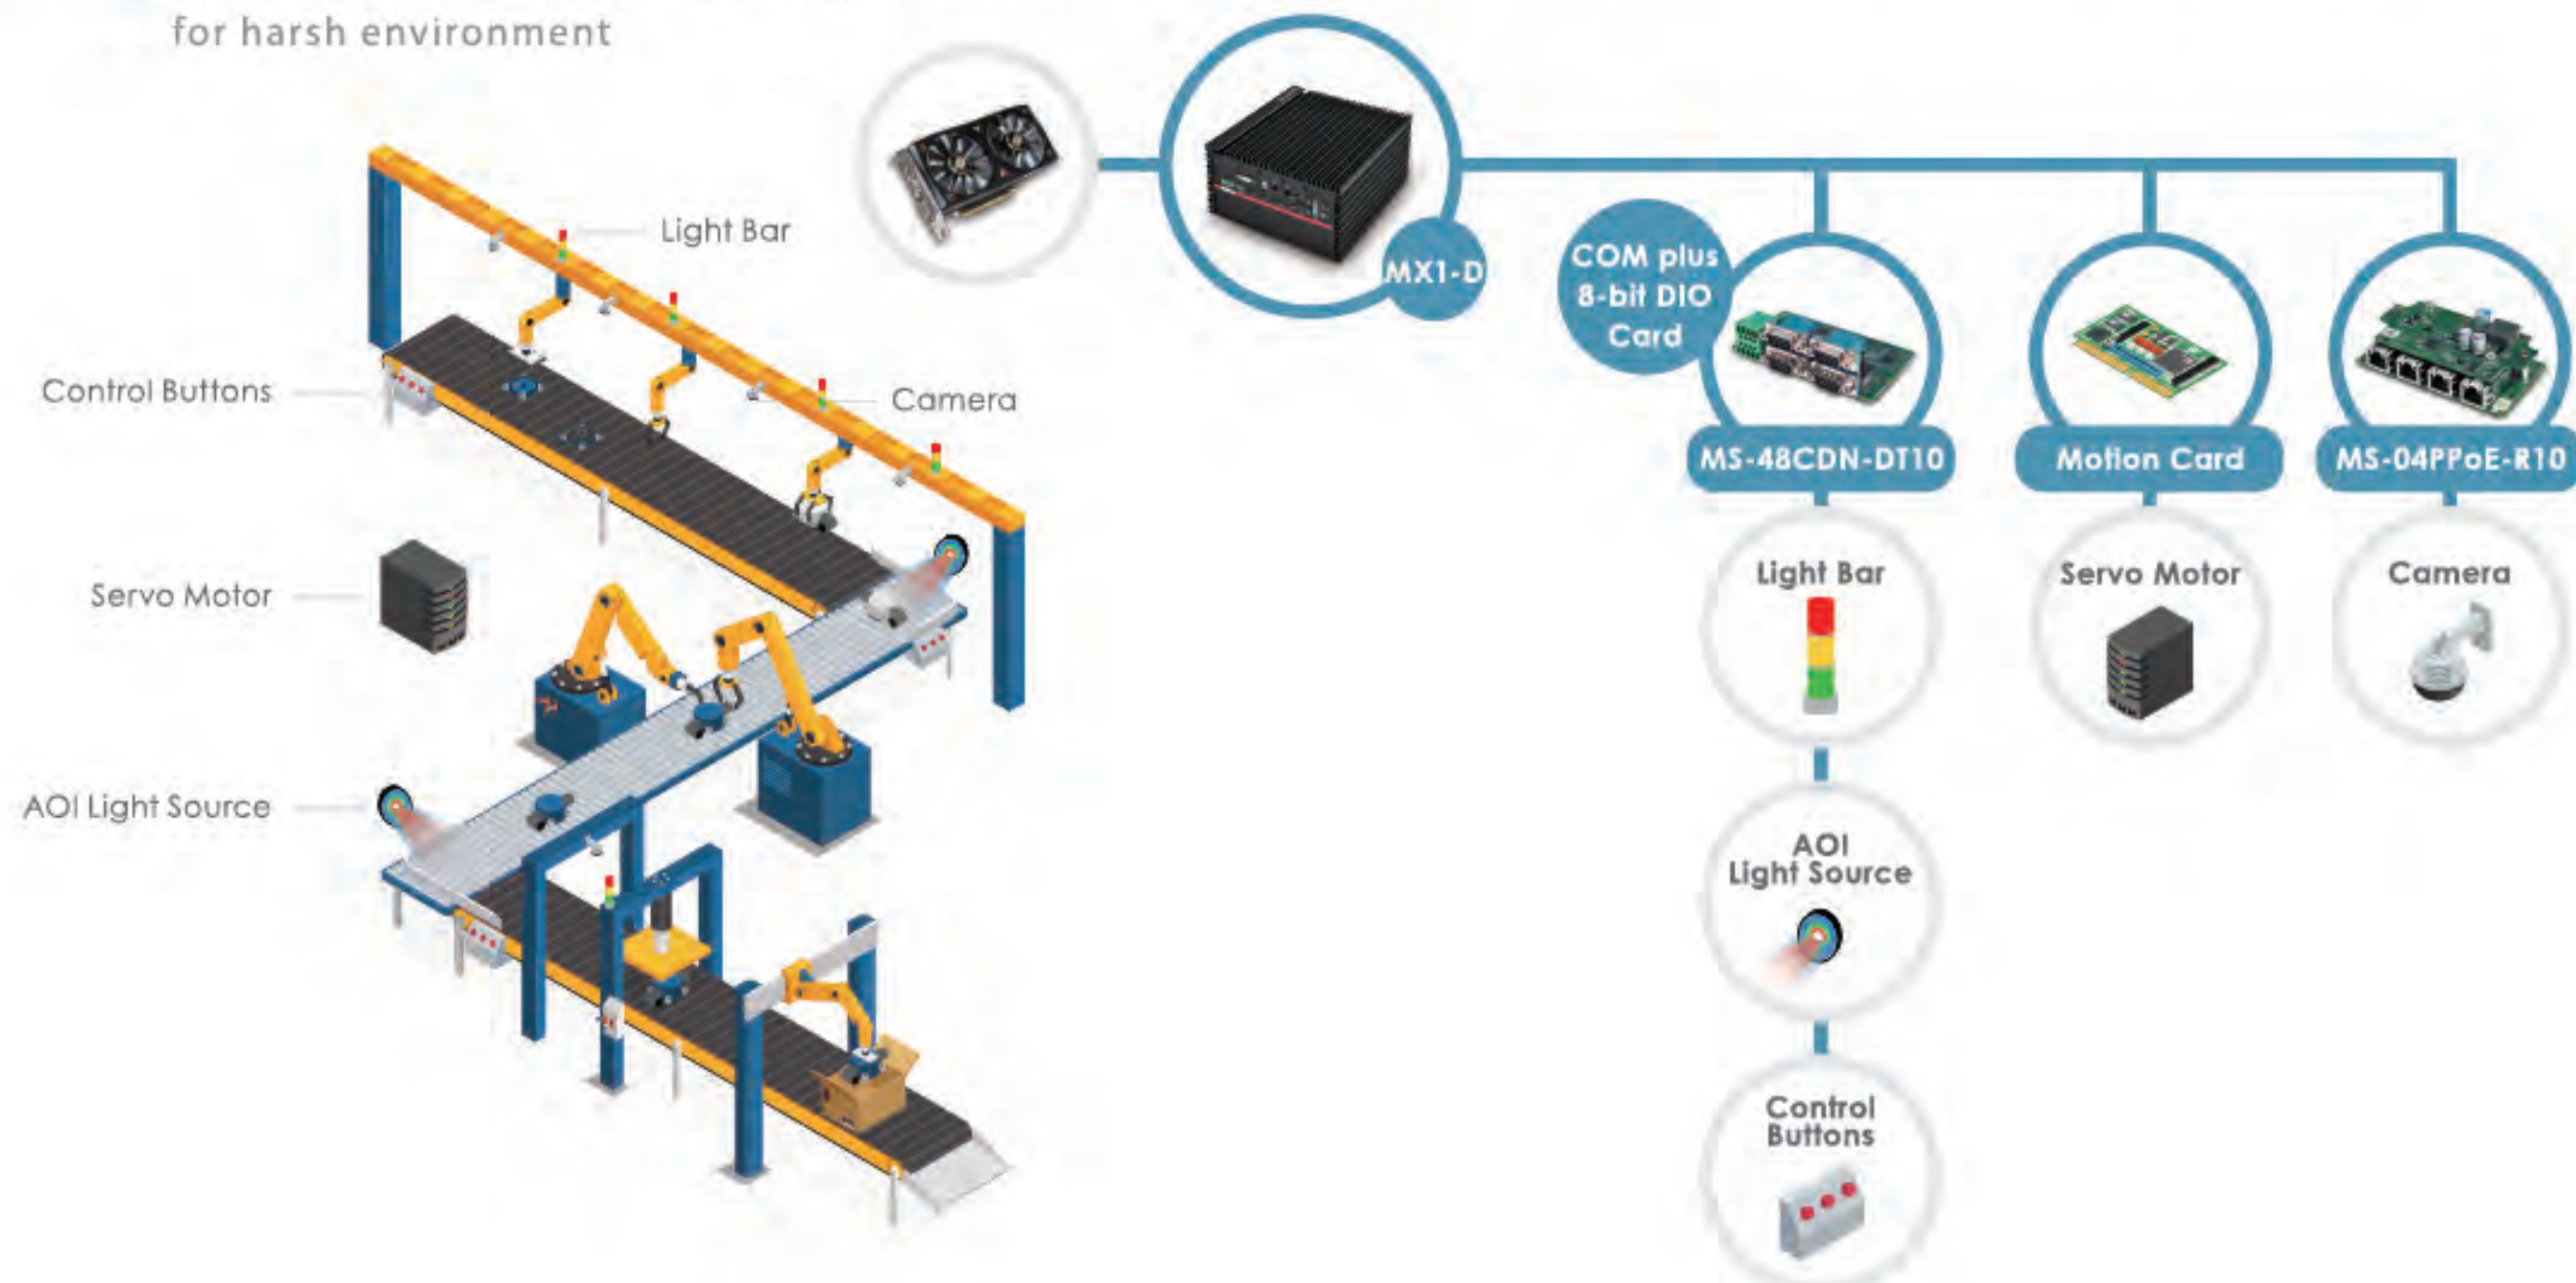 for harsh environment
Light Bar
Control Buttons
Camera
Servo Motor
AOI Light Source
MX1-D
COM plus
8-bit DIO
Card
MS-48CDN-DT10
Motion Card
MS-04PPoE-R10
Light Bar
Servo Motor
Camera
AOI
Light Source
Control
Buttons